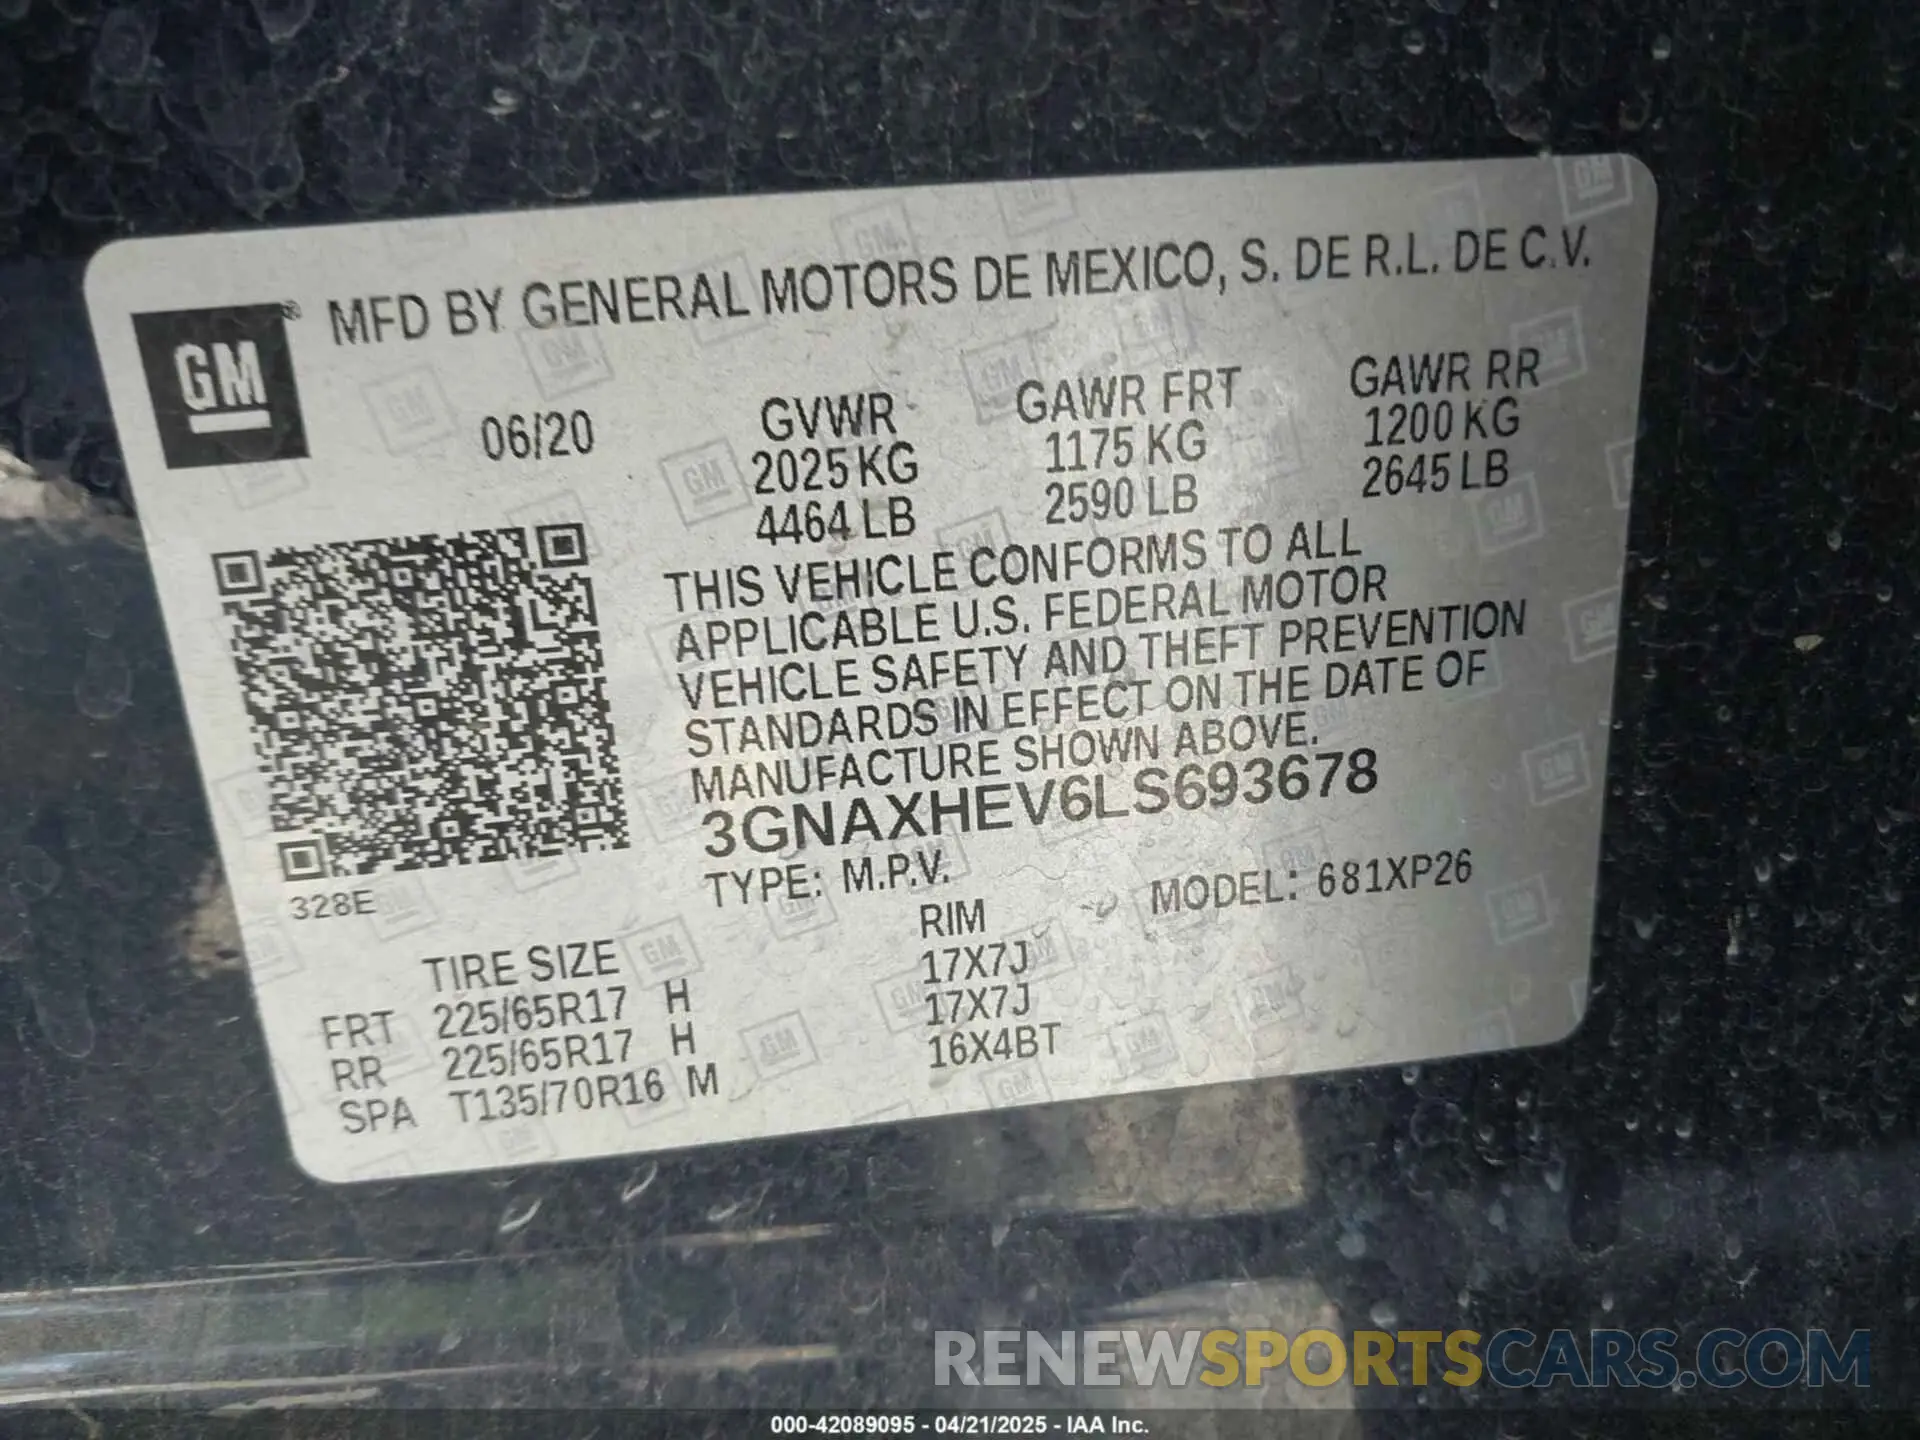 GM ® MFD BY GENERAL MOTORS DE MEXICO, S. DE R.L. DE C.V.
06/20 GVWR GAWR FRT GAWR RR
2025 KG 1175 KG 1200 KG
4464 LB 2590 LB 2645 LB
THIS VEHICLE CONFORMS TO ALL
APPLICABLE U.S. FEDERAL MOTOR
VEHICLE SAFETY AND THEFT PREVENTION
STANDARDS IN EFFECT ON THE DATE OF
MANUFACTURE SHOWN ABOVE.
3GNAXHEV6LS693678
TYPE: M.P.V. MODEL: 681XP26
328E
TIRE SIZE RIM
FRT 225/65R17 H 17X7J
RR 225/65R17 H 17X7J
SPA T135/70R16 M 16X4BT
RENEWSPORTSCARS.COM
000-42089095 - 04/21/2025 - IAA Inc.